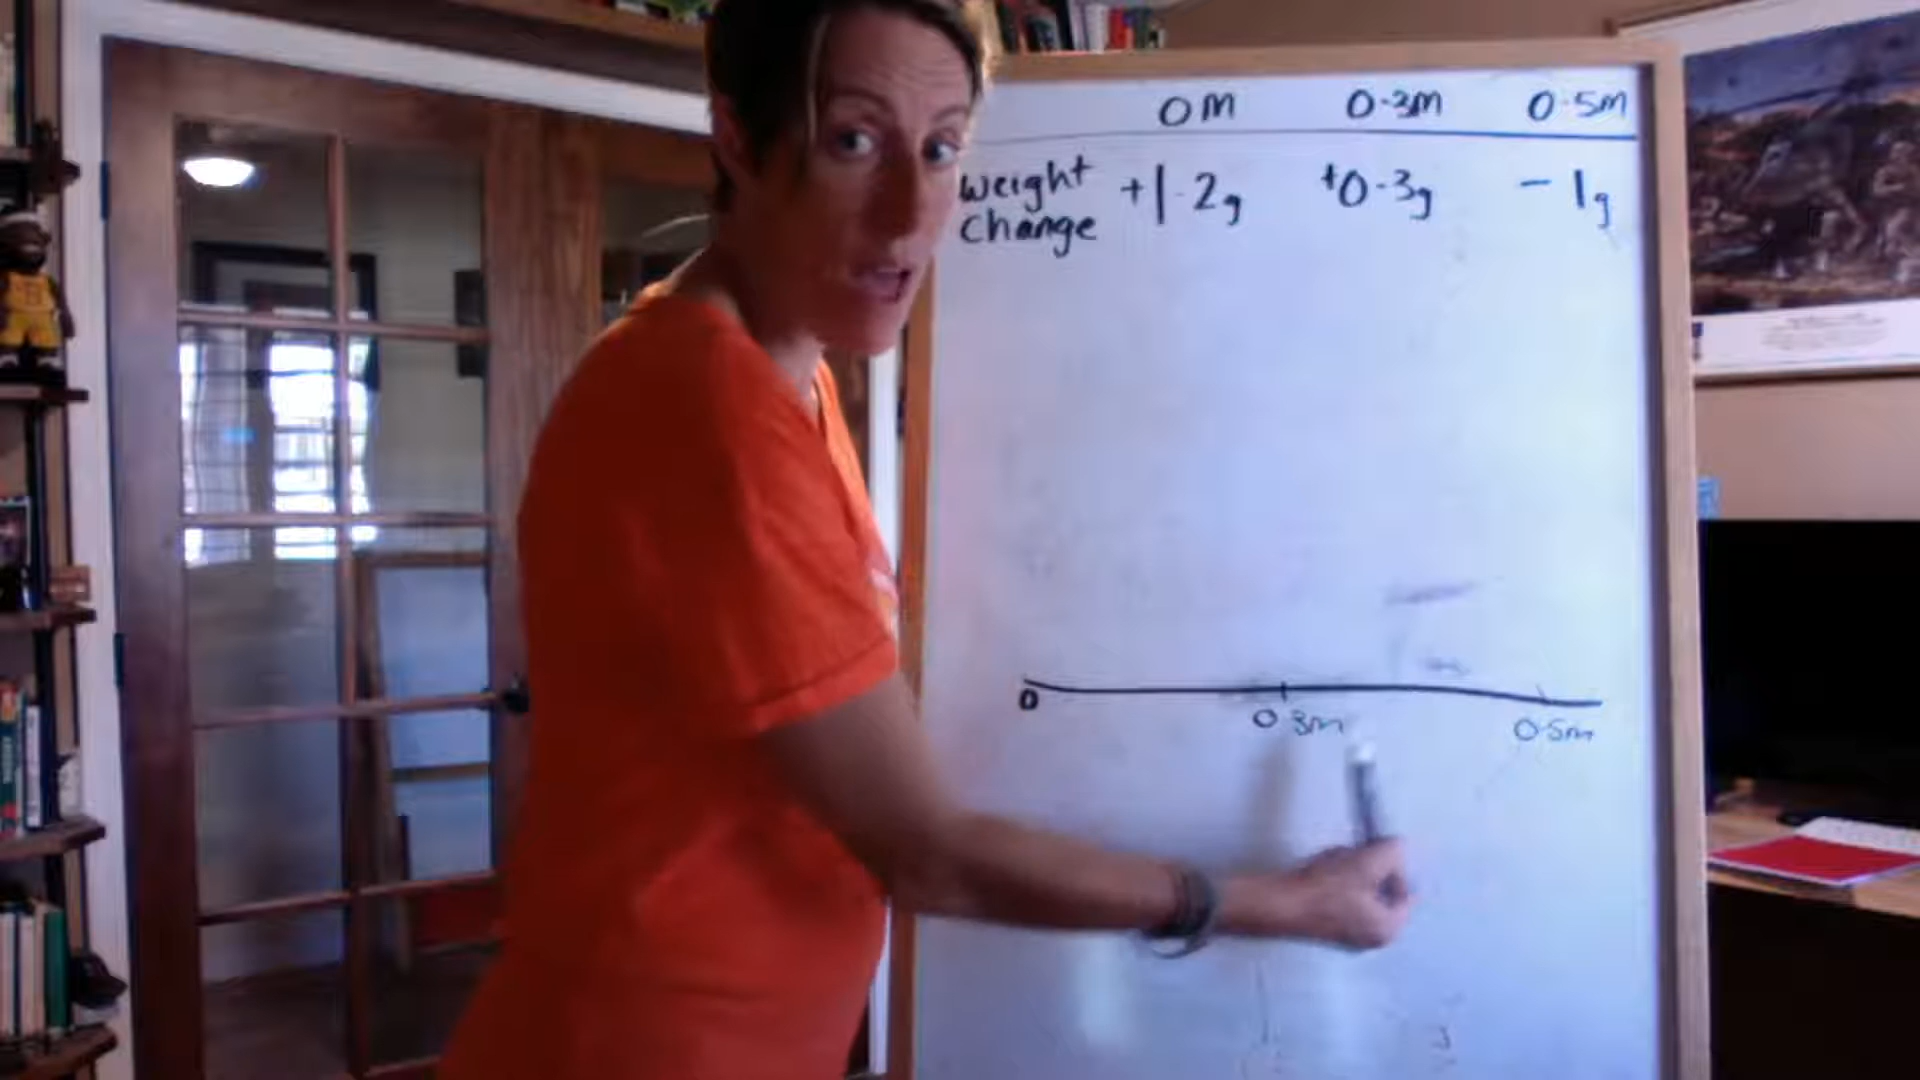 0M 0.3M 0.5M
weight +1.2g +0.3g -1g
change
0 0.3m 0.5m